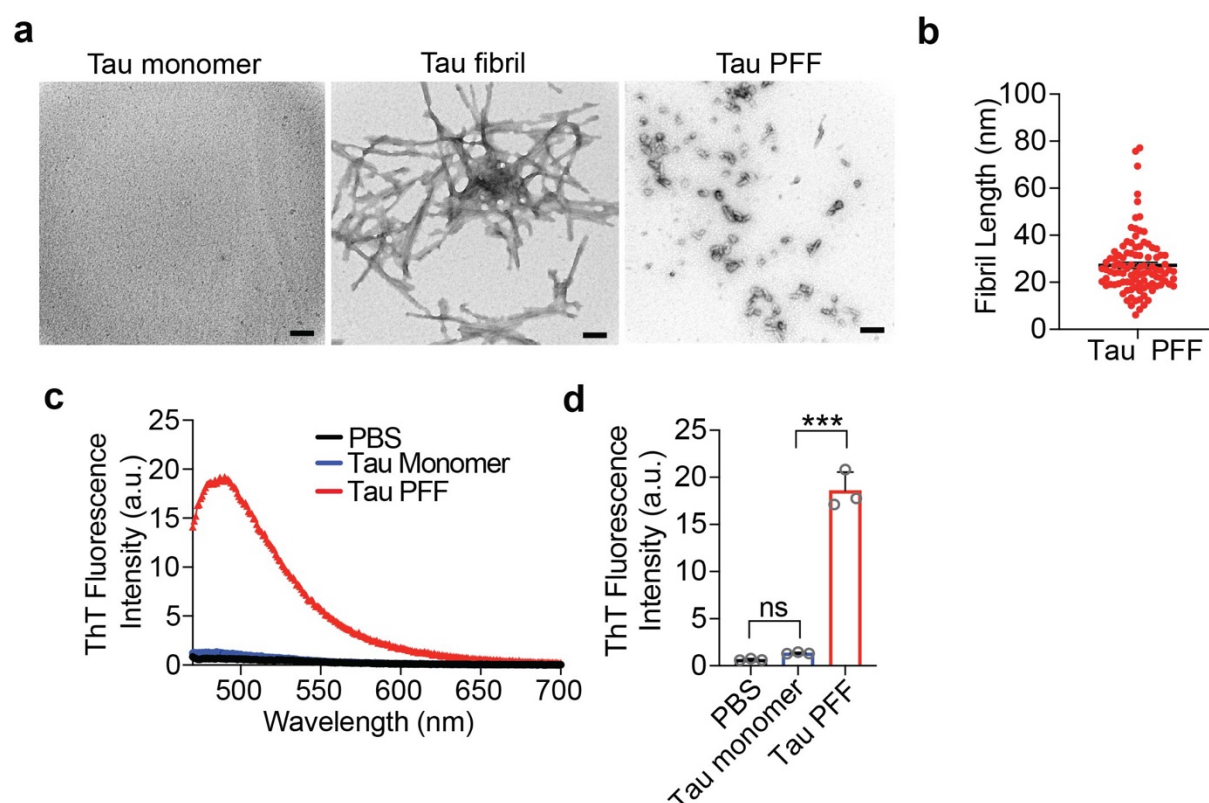 a
Tau monomer
Tau fibril
Tau PFF
b
Fibril Length (nm)
100
80
60
40
20
0
Tau PFF
c
ThT Fluorescence
Intensity (a.u.)
25
20
15
10
5
0
PBS
Tau Monomer
Tau PFF
500
550
600
650
700
Wavelength (nm)
d
ThT Fluorescence
Intensity (a.u.)
25
20
15
10
5
0
ns
***
PBS
Tau monomer
Tau PFF